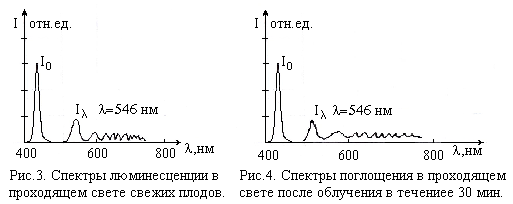 I отн.ед.
I0
Iλ λ=546 нм
400 600 800 λ,нм
Рис.3. Спектры люминесценции в
проходящем свете свежих плодов.
I отн.ед.
I0
Iλ λ=546 нм
400 600 800 λ,нм
Рис.4. Спектры поглощения в проходящем
свете после облучения в течениее 30 мин.